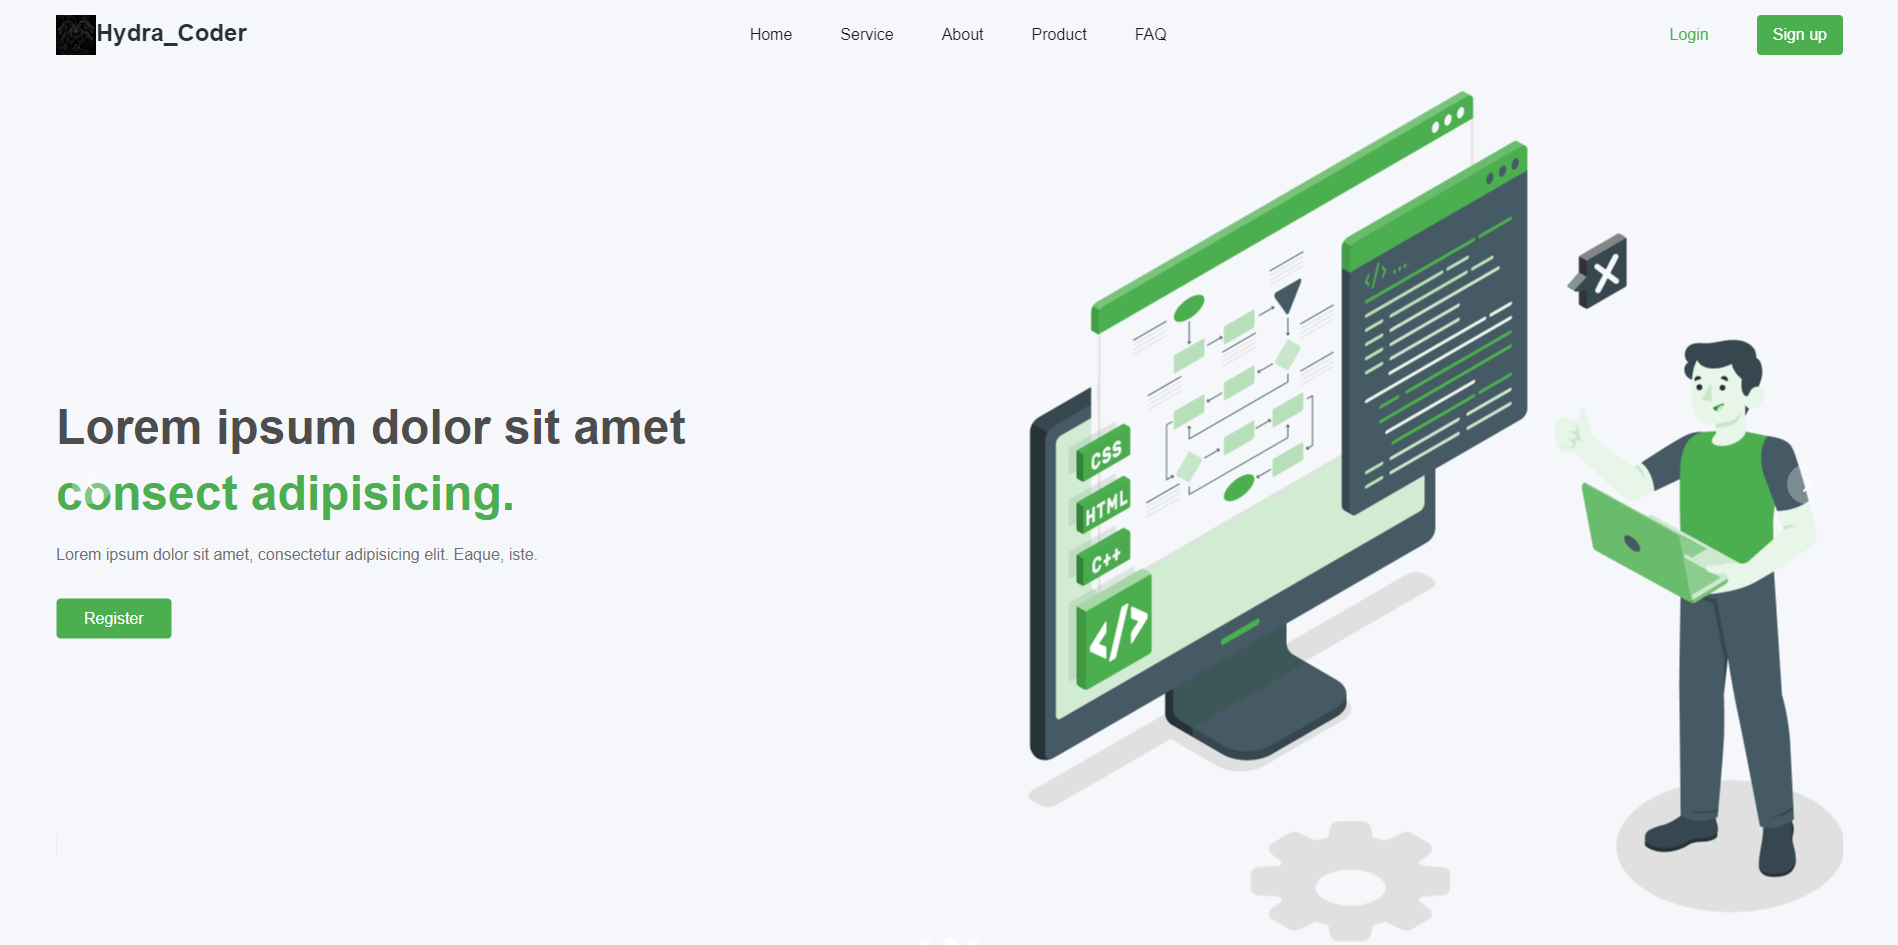 Hydra_Coder
Home
Service
About
Product
FAQ
Login
Sign up
Lorem ipsum dolor sit amet
consect adipisicing.
Lorem ipsum dolor sit amet, consectetur adipisicing elit. Eaque, iste.
Register
</> ...
CSS
HTML
C++
</>